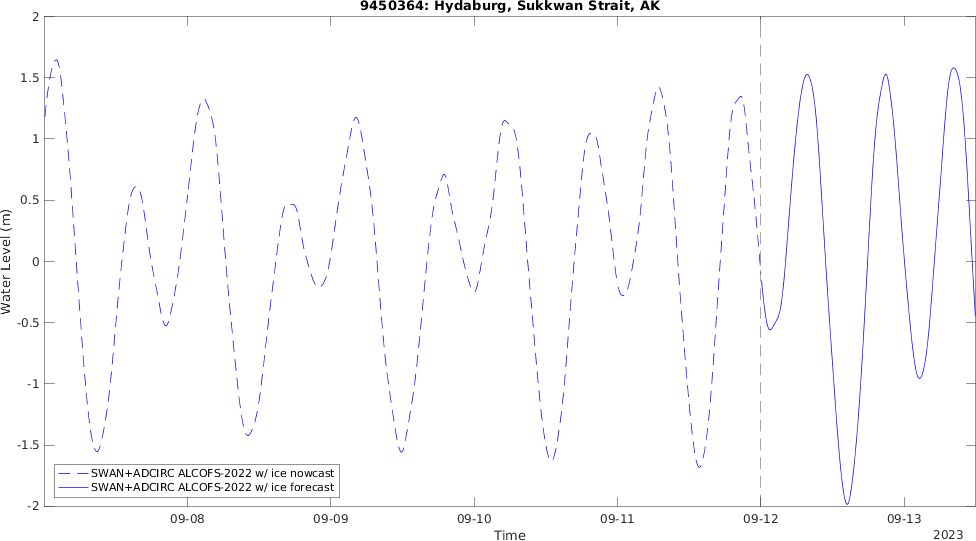 9450364: Hydaburg, Sukkwan Strait, AK
Water Level (m)
2
1.5
1
0.5
0
-0.5
-1
-1.5
-2
SWAN+ADCIRC ALCOFS-2022 w/ ice nowcast
SWAN+ADCIRC ALCOFS-2022 w/ ice forecast
09-08 09-09 09-10 09-11 09-12 09-13
Time
2023